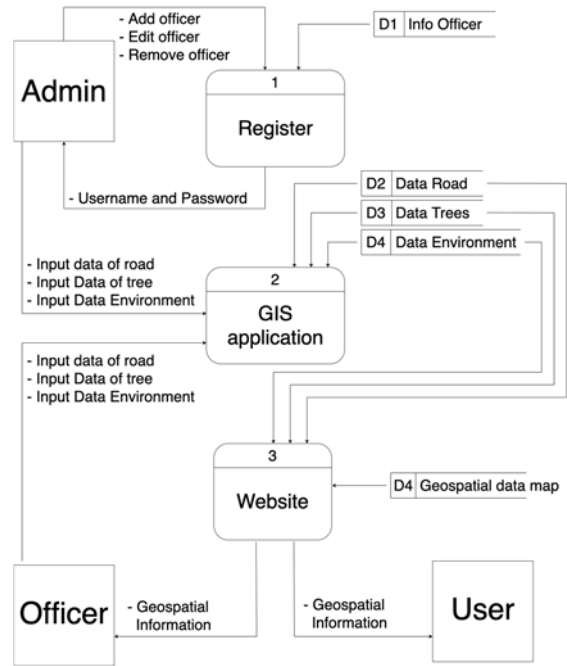 - Add officer
- Edit officer
- Remove officer
D1 Info Officer
Admin
1
Register
- Username and Password
D2 Data Road
D3 Data Trees
D4 Data Environment
- Input data of road
- Input Data of tree
- Input Data Environment
2
GIS
application
- Input data of road
- Input Data of tree
- Input Data Environment
3
Website
D4 Geospatial data map
Officer
- Geospatial
Information
- Geospatial
Information
User